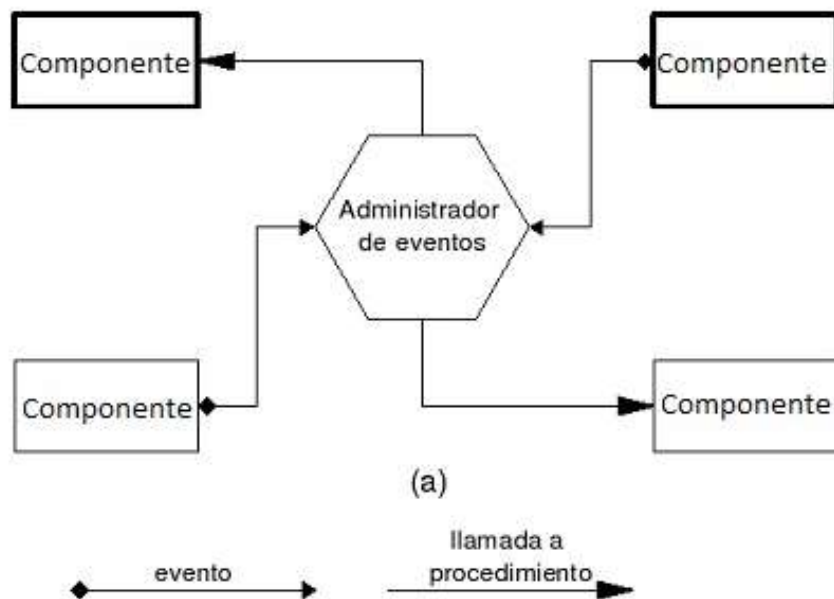 Componente
Componente
Administrador
de eventos
Componente
Componente
(a)
evento
llamada a
procedimiento